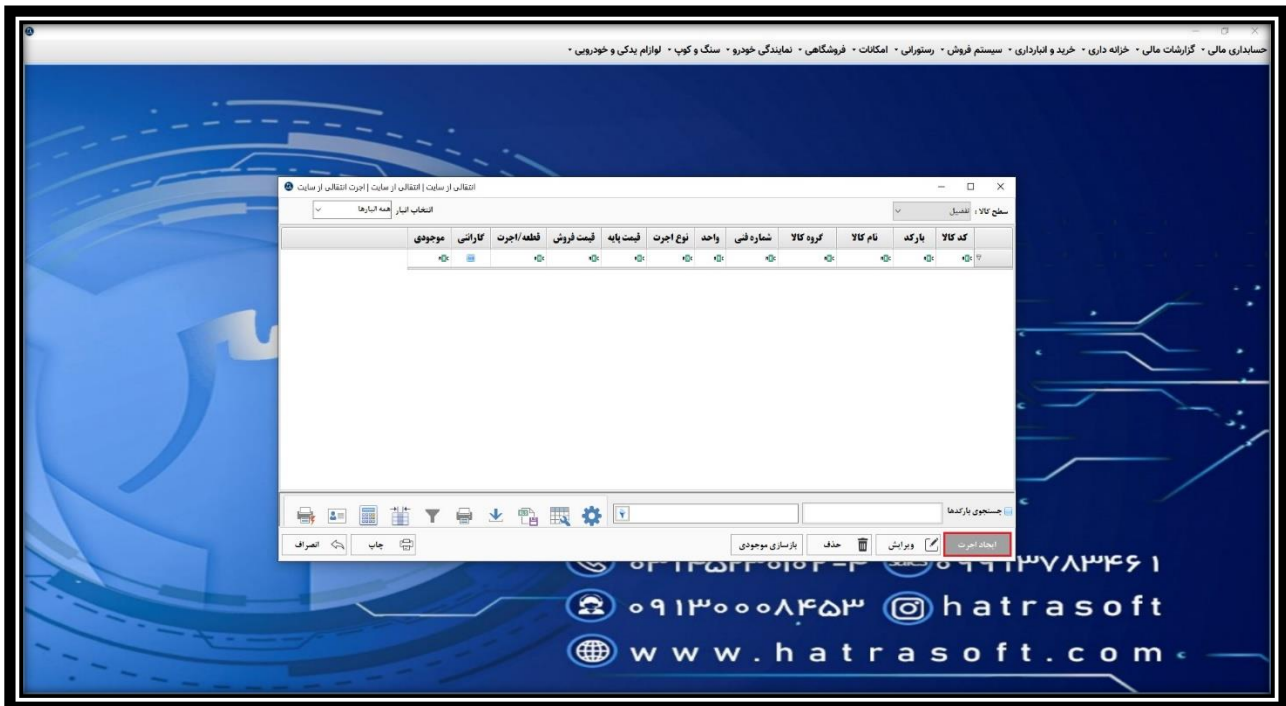 حسابداری مالی - گزارشات مالی - خزانه داری - خرید و انبارداری - سیستم فروش - رستورانی - امکانات - فروشگاهی - نمایندگی خودرو - سنگ و کوپ - لوازم یدکی و خودرویی -
انتقالی از سایت | انتقالی از سایت | اجرت انتقالی از سایت
سطح کالا : تفصیل
انتخاب انبار همه انبارها
کد کالا بارکد نام کالا گروه کالا شماره فنی واحد نوع اجرت قیمت پایه قیمت فروش قطعه/اجرت گارانتی موجودی
جستجوی بارکدها
ایجاد اجرت ویرایش حذف بازسازی موجودی چاپ انصراف
۰۹۱۳۰۰۰۸۴۵۳ hatrasoft
www.hatrasoft.com